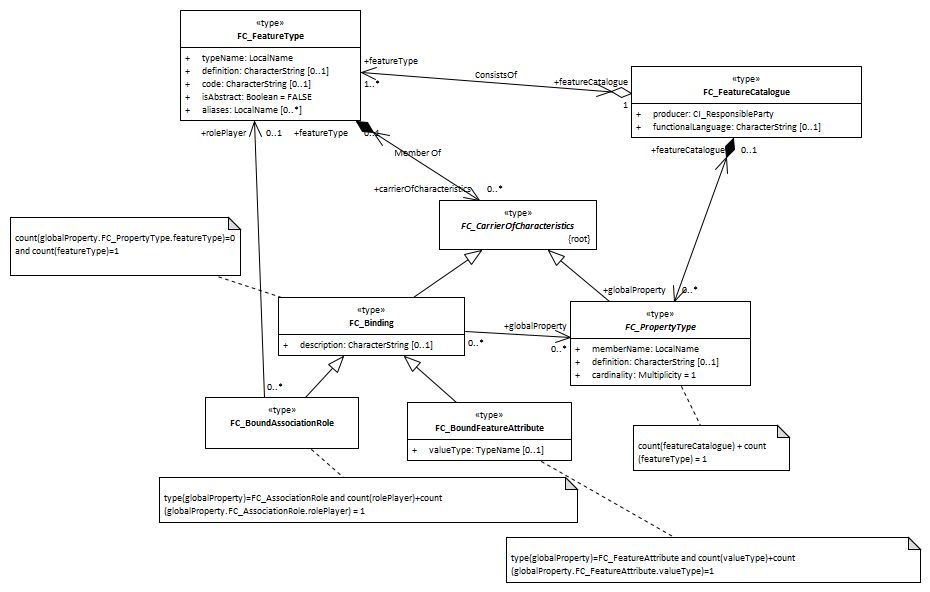 «type»
FC_FeatureType
+ typeName: LocalName
+ definition: CharacterString [0..1]
+ code: CharacterString [0..1]
+ isAbstract: Boolean = FALSE
+ aliases: LocalName [0..*]
+featureType
1..*
ConsistsOf
+featureCatalogue
1
«type»
FC_FeatureCatalogue
+ producer: CI_ResponsibleParty
+ functionalLanguage: CharacterString [0..1]
+rolePlayer 0..1
+featureType 0..1
Member Of
+featureCatalogue 0..1
+carrierOfCharacteristics 0..*
«type»
FC_CarrierOfCharacteristics
{root}
count(globalProperty.FC_PropertyType.featureType)=0
and count(featureType)=1
+globalProperty 0..*
«type»
FC_Binding
+ description: CharacterString [0..1]
+globalProperty
0..*
0..*
«type»
FC_PropertyType
+ memberName: LocalName
+ definition: CharacterString [0..1]
+ cardinality: Multiplicity = 1
0..*
«type»
FC_BoundAssociationRole
«type»
FC_BoundFeatureAttribute
+ valueType: TypeName [0..1]
count(featureCatalogue) + count
(featureType) = 1
type(globalProperty)=FC_AssociationRole and count(rolePlayer)+count
(globalProperty.FC_AssociationRole.rolePlayer) = 1
type(globalProperty)=FC_FeatureAttribute and count(valueType)+count
(globalProperty.FC_FeatureAttribute.valueType)=1